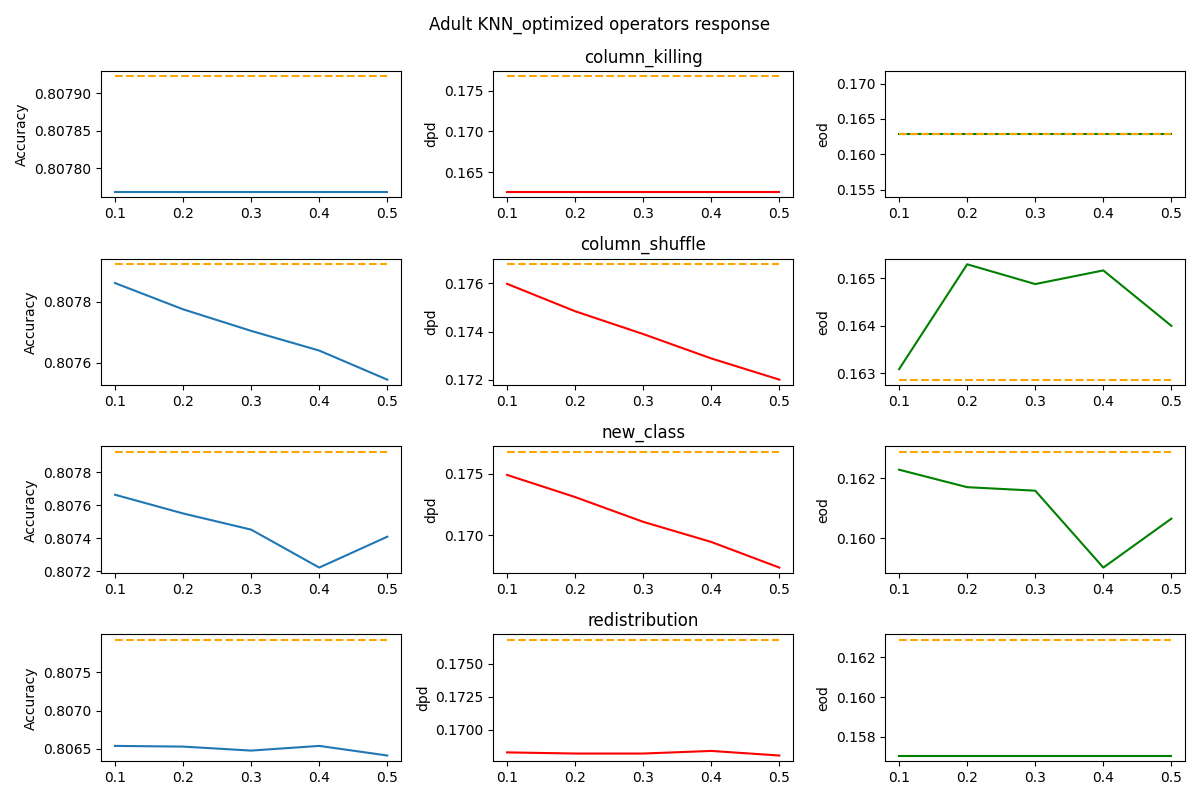 Adult KNN_optimized operators response
column_killing
Accuracy
0.80790
0.80785
0.80780
0.1 0.2 0.3 0.4 0.5
dpd
0.175
0.170
0.165
0.1 0.2 0.3 0.4 0.5
eod
0.170
0.165
0.160
0.155
0.1 0.2 0.3 0.4 0.5
column_shuffle
Accuracy
0.8078
0.8076
0.1 0.2 0.3 0.4 0.5
dpd
0.176
0.174
0.172
0.1 0.2 0.3 0.4 0.5
eod
0.165
0.164
0.163
0.1 0.2 0.3 0.4 0.5
new_class
Accuracy
0.8078
0.8076
0.8074
0.8072
0.1 0.2 0.3 0.4 0.5
dpd
0.175
0.170
0.1 0.2 0.3 0.4 0.5
eod
0.162
0.160
0.1 0.2 0.3 0.4 0.5
redistribution
Accuracy
0.8075
0.8070
0.8065
0.1 0.2 0.3 0.4 0.5
dpd
0.1750
0.1725
0.1700
0.1 0.2 0.3 0.4 0.5
eod
0.162
0.160
0.158
0.1 0.2 0.3 0.4 0.5